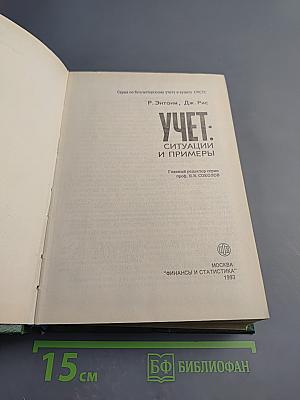 Серия по бухгалтерскому учету и аудиту
Р. Энтони, Дж. Рис
УЧЕТ:
СИТУАЦИИ
И ПРИМЕРЫ
Главный редактор серии
проф. Я.В. СОКОЛОВ
МОСКВА
"ФИНАНСЫ И СТАТИСТИКА"
1993
15 см
БФ БИБЛИОФАН